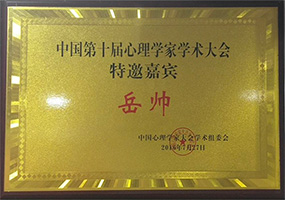 中国第十届心理学家学术大会
特邀嘉宾
岳帅
中国心理学家大会学术组委会